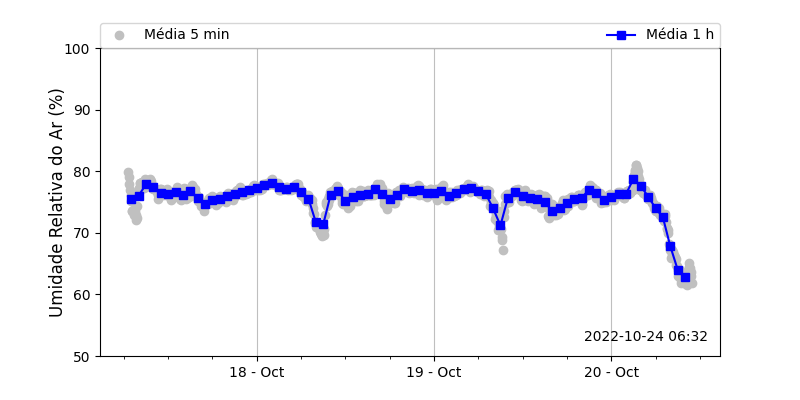 Média 5 min
Média 1 h
Umidade Relativa do Ar (%)
100
90
80
70
60
50
2022-10-24 06:32
18 - Oct
19 - Oct
20 - Oct